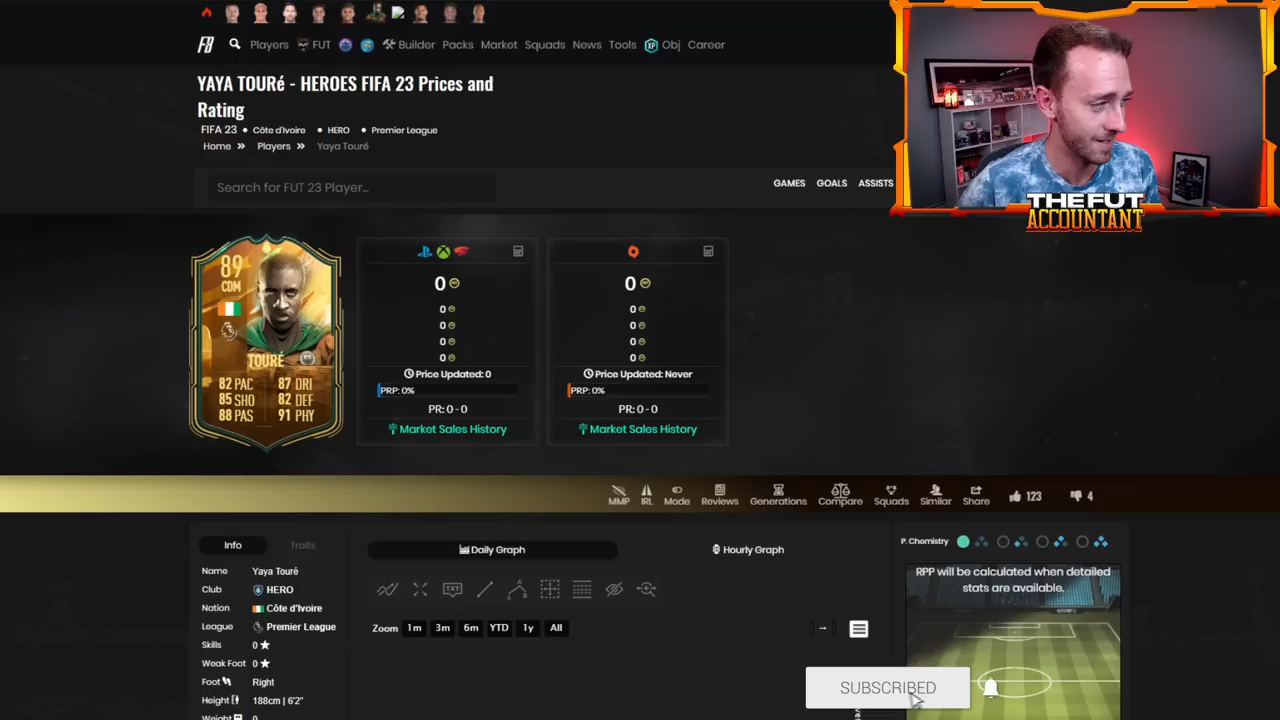 F8
Players
FUT
Builder
Packs
Market
Squads
News
Tools
XP
Obj
Career
YAYA TOURé - HEROES FIFA 23 Prices and
Rating
FIFA 23 • Côte d'Ivoire • HERO • Premier League
Home » Players » Yaya Touré
Search for FUT 23 Player...
GAMES GOALS ASSISTS
THE FUT
ACCOUNTANT
89
CDM
TOURÉ
82 PAC 87 DRI
85 SHO 82 DEF
88 PAS 91 PHY
0
0
0
0
0
Price Updated: 0
PRP: 0%
PR: 0 - 0
Market Sales History
0
0
0
0
0
Price Updated: Never
PRP: 0%
PR: 0 - 0
Market Sales History
MMP IRL Mode Reviews Generations Compare Squads Similar Share 123 4
Info Traits
Name Yaya Touré
Club HERO
Nation Côte d'Ivoire
League Premier League
Skills 0
Weak Foot 0
Foot Right
Height 188cm | 6'2"
Weight 0
Daily Graph Hourly Graph
TXT
Zoom 1m 3m 6m YTD 1y All
→
P. Chemistry
RPP will be calculated when detailed
stats are available.
SUBSCRIBED